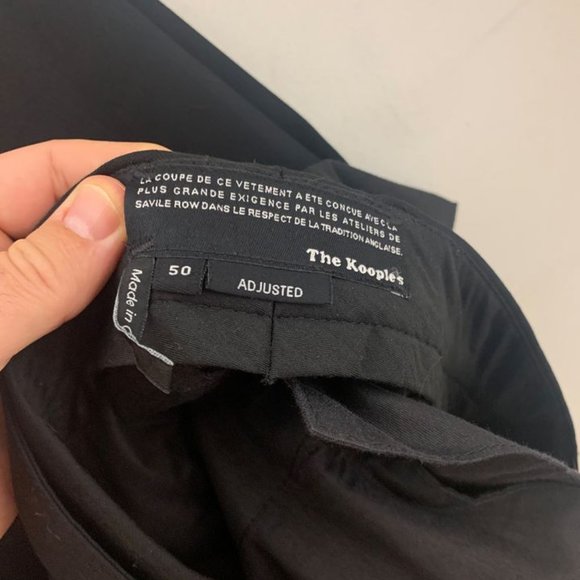 LA COUPE DE CE VETEMENT A ETE CONÇUE AVEC LA
PLUS GRANDE EXIGENCE PAR LES ATELIERS DE
SAVILE ROW DANS LE RESPECT DE LA TRADITION ANGLAISE.
The Kooples
50
ADJUSTED
Made in